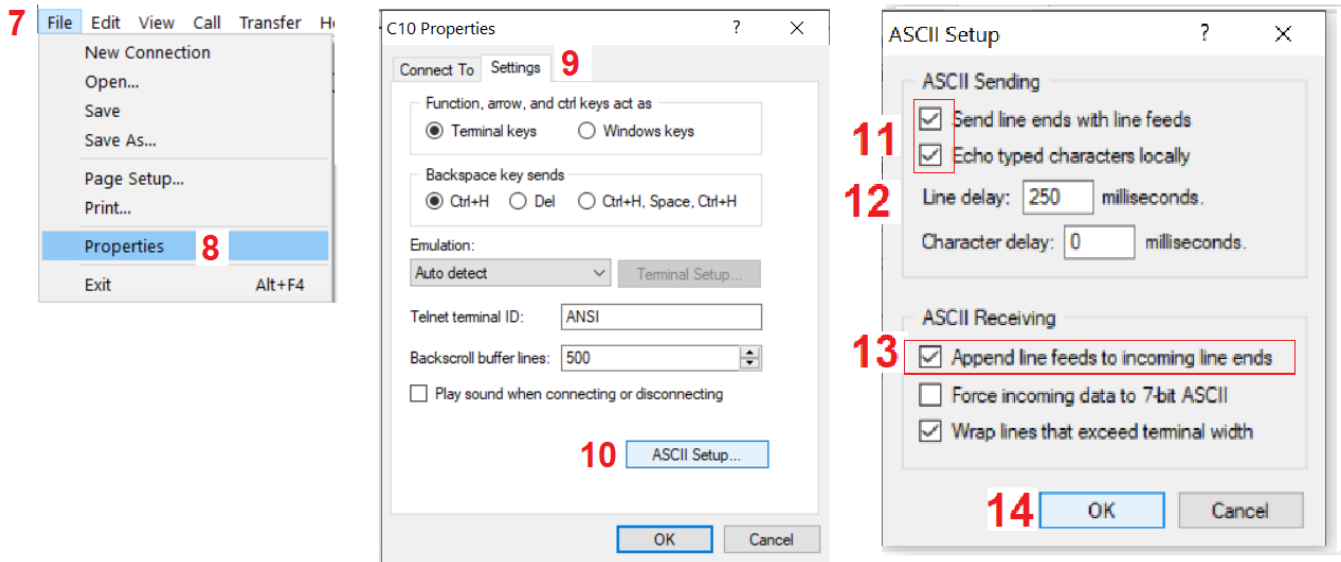 7 File Edit View Call Transfer H
New Connection
Open...
Save
Save As...
Page Setup...
Print...
Properties 8
Exit Alt+F4
C10 Properties ? ×
Connect To Settings 9
Function, arrow, and ctrl keys act as
Terminal keys Windows keys
Backspace key sends
Ctrl+H Del Ctrl+H, Space, Ctrl+H
Emulation:
Auto detect Terminal Setup...
Telnet terminal ID: ANSI
Backscroll buffer lines: 500
Play sound when connecting or disconnecting
10 ASCII Setup...
OK Cancel
ASCII Setup ? ×
ASCII Sending
11 Send line ends with line feeds
Echo typed characters locally
12 Line delay: 250 milliseconds.
Character delay: 0 milliseconds.
ASCII Receiving
13 Append line feeds to incoming line ends
Force incoming data to 7-bit ASCII
Wrap lines that exceed terminal width
14 OK Cancel